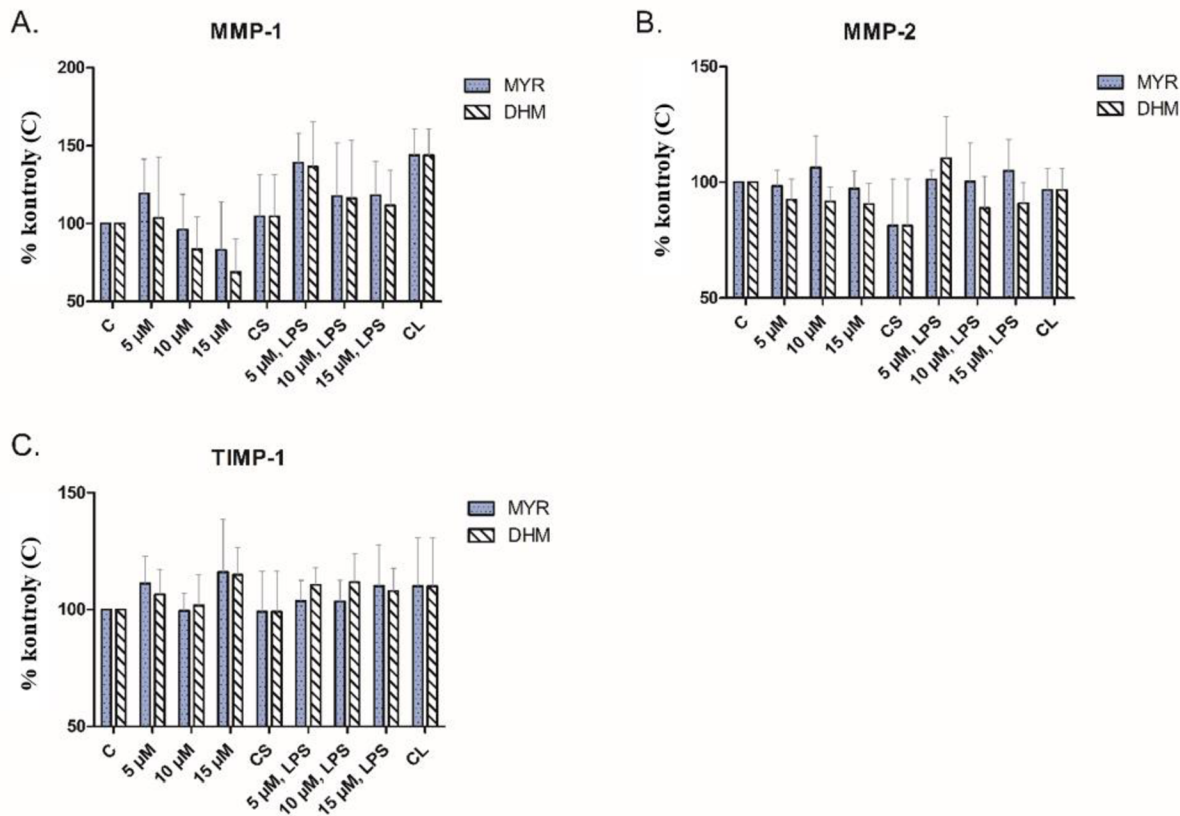 A.
MMP-1
% kontroly (C)
200
150
100
50
MYR
DHM
C
5 µM
10 µM
15 µM
CS
5 µM, LPS
10 µM, LPS
15 µM, LPS
CL
B.
MMP-2
% kontroly (C)
150
100
50
MYR
DHM
C
5 µM
10 µM
15 µM
CS
5 µM, LPS
10 µM, LPS
15 µM, LPS
CL
C.
TIMP-1
% kontroly (C)
150
100
50
MYR
DHM
C
5 µM
10 µM
15 µM
CS
5 µM, LPS
10 µM, LPS
15 µM, LPS
CL